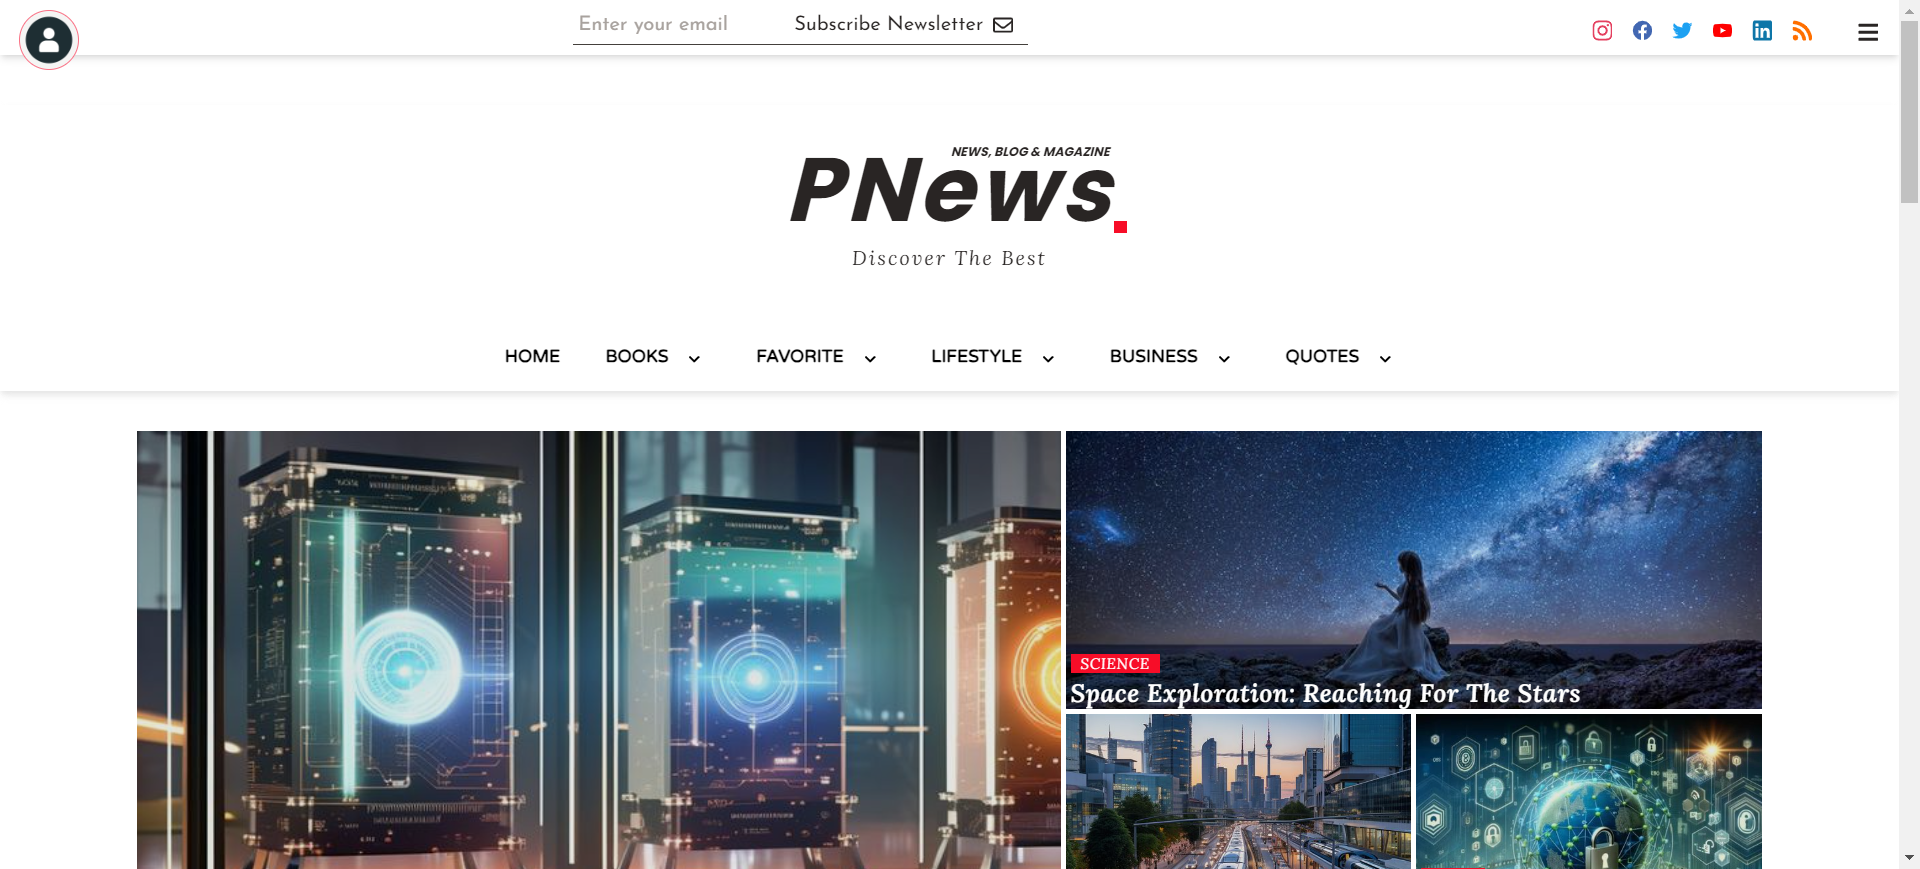 Enter your email
Subscribe Newsletter
NEWS, BLOG & MAGAZINE
PNews.
Discover The Best
HOME BOOKS FAVORITE LIFESTYLE BUSINESS QUOTES
SCIENCE
Space Exploration: Reaching For The Stars